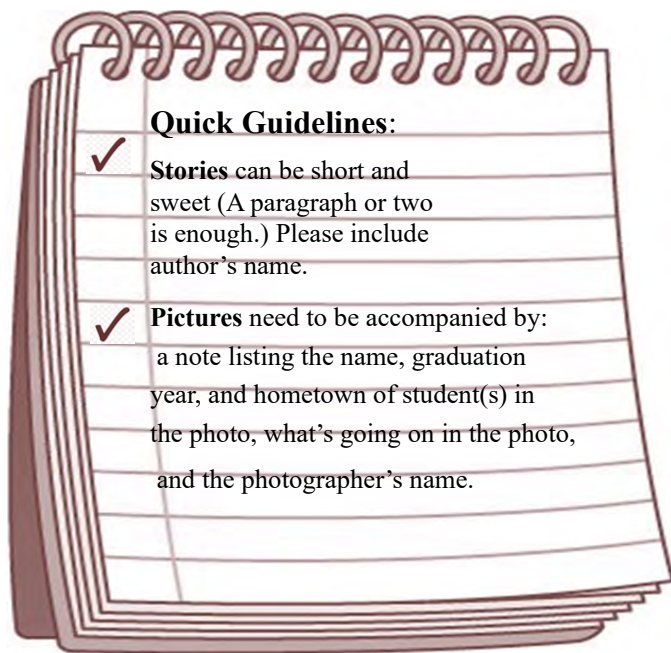 Quick Guidelines:
Stories can be short and
sweet (A paragraph or two
is enough.) Please include
author’s name.
Pictures need to be accompanied by:
a note listing the name, graduation
year, and hometown of student(s) in
the photo, what’s going on in the photo,
and the photographer’s name.